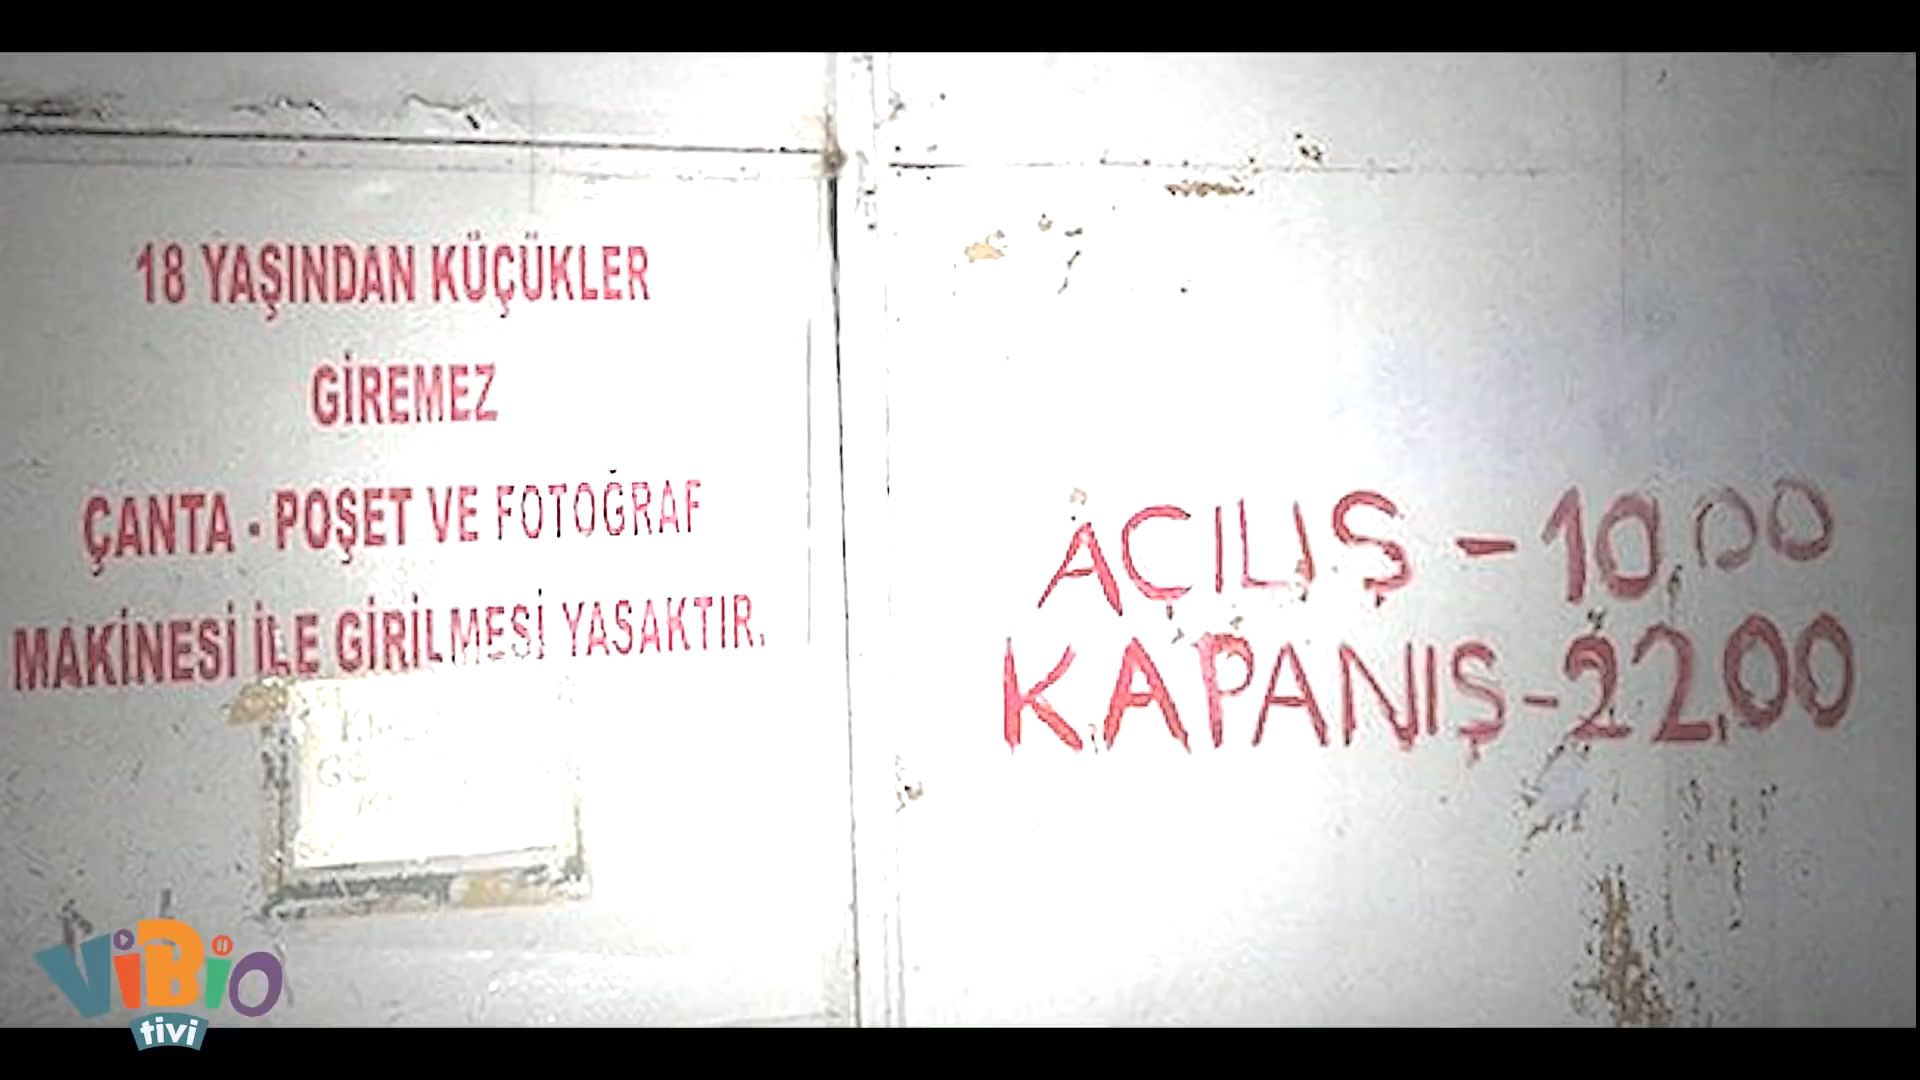 18 YAŞINDAN KÜÇÜKLER
GİREMEZ
ÇANTA - POŞET VE FOTOĞRAF
MAKİNESİ İLE GİRİLMESİ YASAKTIR.
AÇILIŞ - 10.00
KAPANIŞ - 22.00
ViBio
tivi